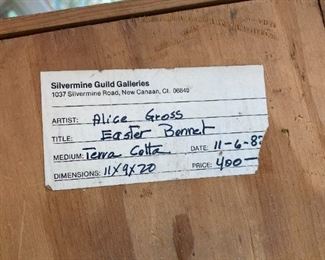 Silvermine Guild Galleries
1037 Silvermine Road, New Canaan, Ct. 06840
ARTIST: Alice Gross
TITLE: Easter Bonnet
MEDIUM: Terra Cotta DATE: 11-6-8
DIMENSIONS: 11X9X20 PRICE: 400—